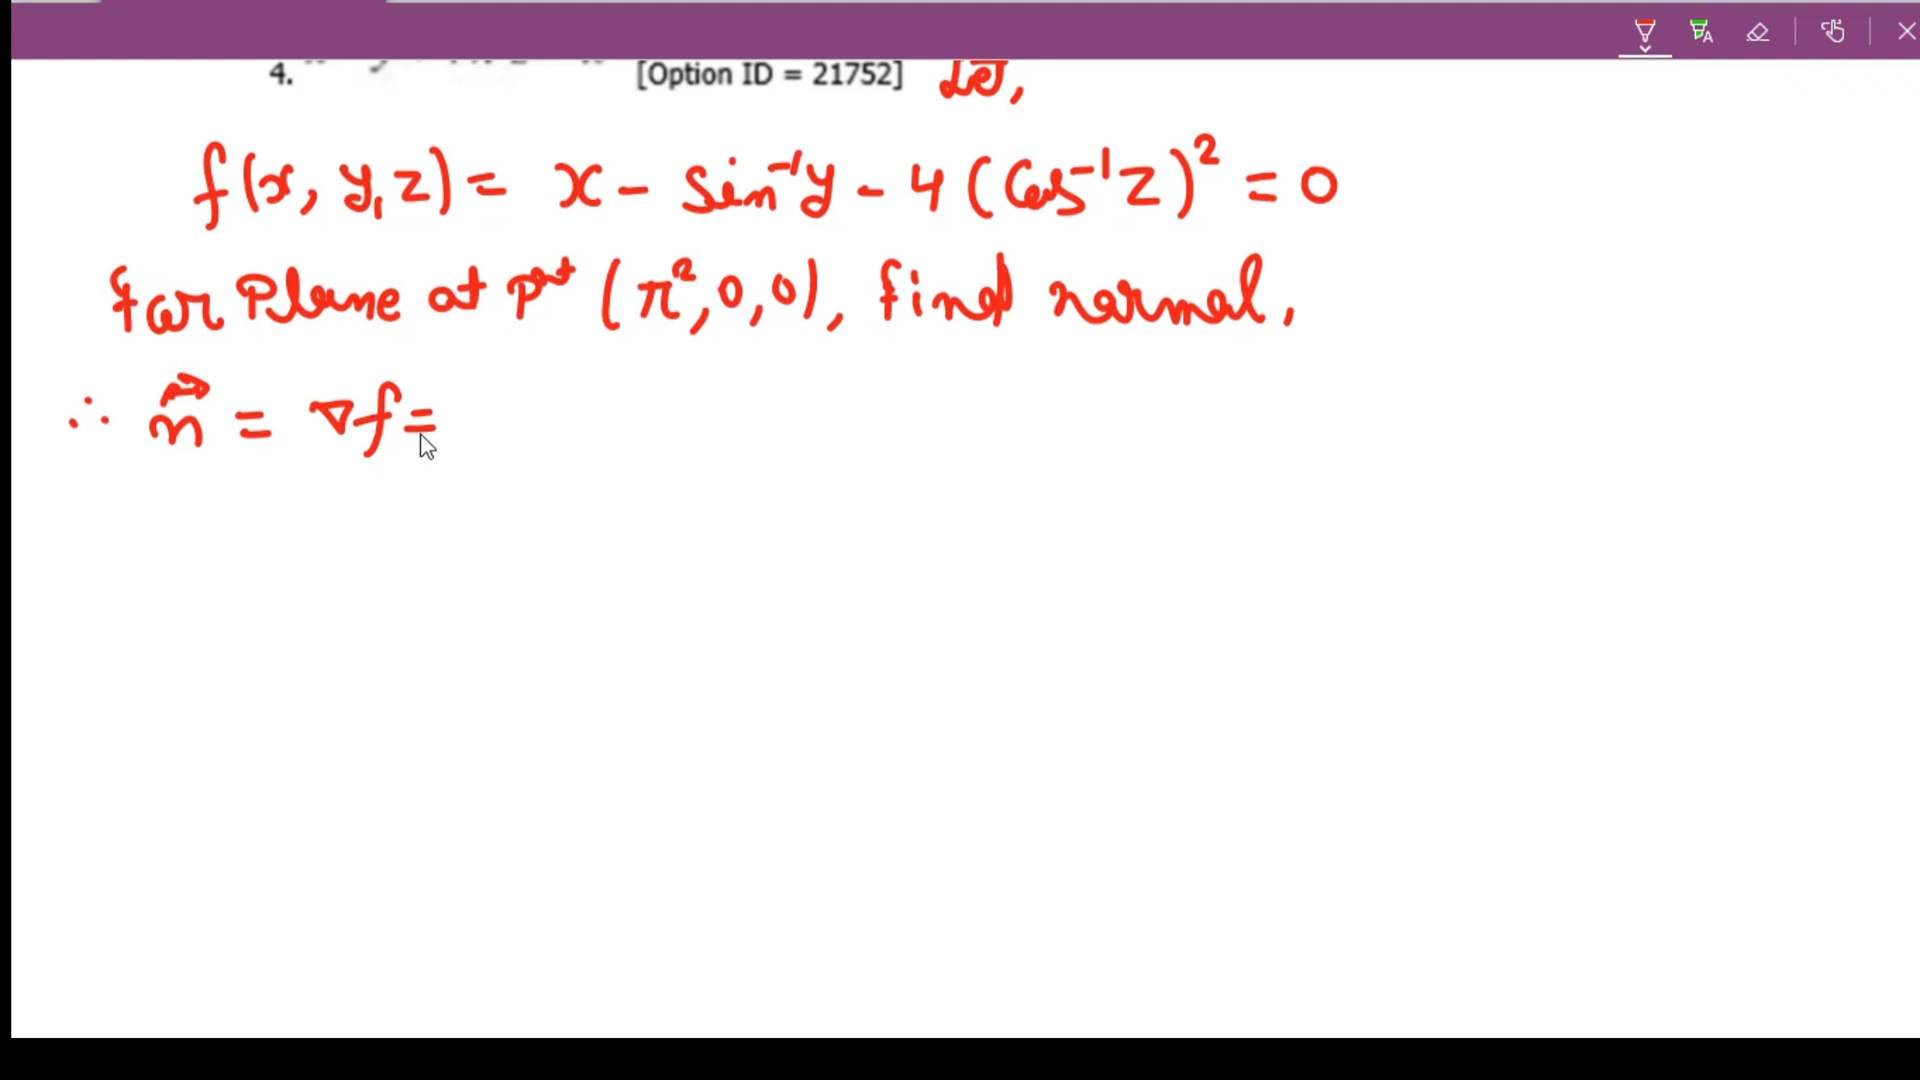 4. [Option ID = 21752] Let,
f(x, y, z) = x - sin⁻¹y - 4(Cos⁻¹z)² = 0
for Plane at pnt (π², 0, 0), find normal,
∴ n⃗ = ∇f =